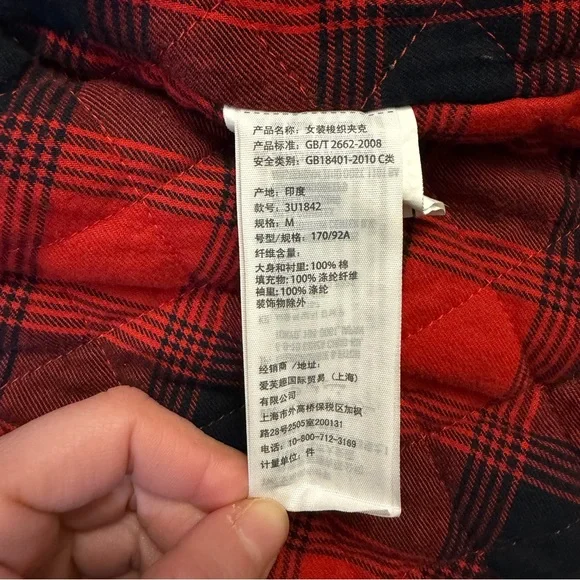 产品名称: 女装梭织夹克
产品标准: GB/T 2662-2008
安全类别: GB18401-2010 C类
产地: 印度
款号: 3U1842
规格: M
号型/规格: 170/92A
纤维含量:
大身和衬里: 100% 棉
填充物: 100% 涤纶纤维
袖里: 100% 涤纶
装饰物除外
经销商 /地址:
爱芙趣国际贸易 (上海)
有限公司
上海市外高桥保税区加枫
路28号2505室200131
电话: 10-800-712-3169
计量单位: 件